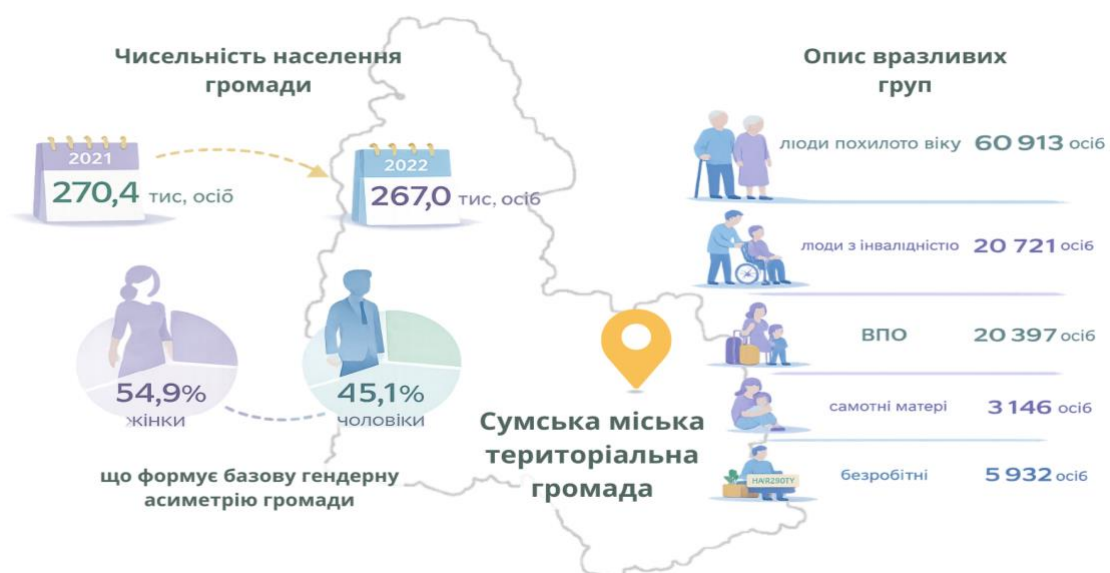 Чисельність населення
громади
2021
270,4 тис, осіб
2022
267,0 тис, осіб
54,9%
жінки
45,1%
чоловіки
що формує базову гендерну
асиметрію громади
Сумська міська
територіальна
громада
Опис вразливих
груп
люди похилото віку 60 913 осіб
люди з інвалідністю 20 721 осіб
ВПО 20 397 осіб
самотні матері 3 146 осіб
HAIR290TY
безробітні 5 932 осіб